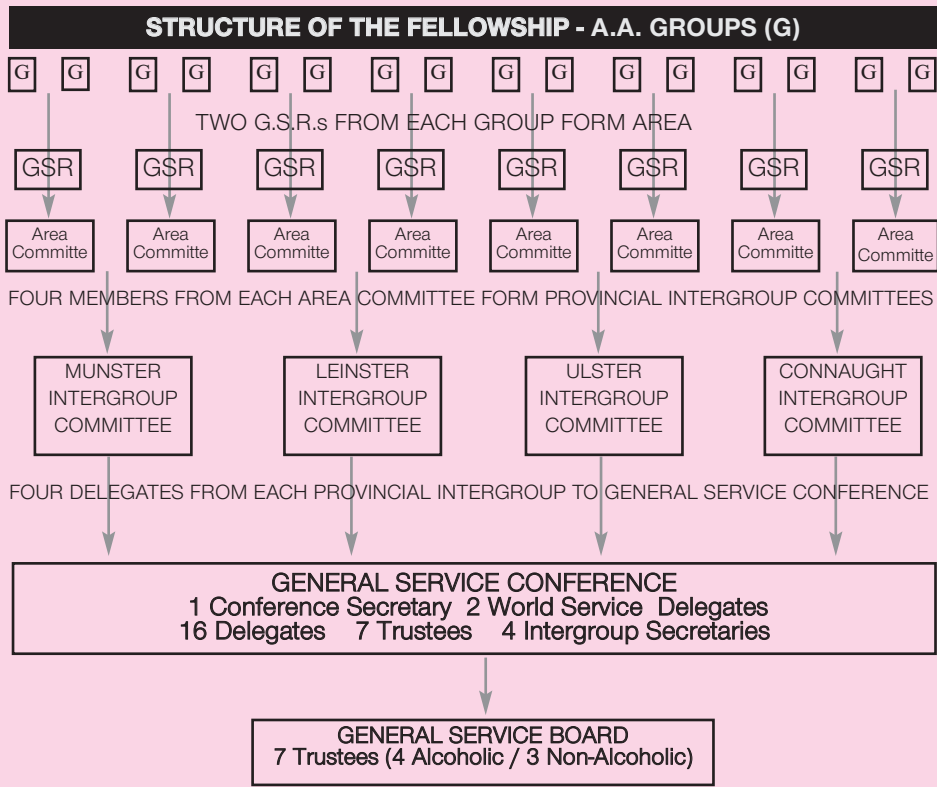 STRUCTURE OF THE FELLOWSHIP - A.A. GROUPS (G)
G G G G G G G G G G G G G G G G
TWO G.S.R.s FROM EACH GROUP FORM AREA
GSR GSR GSR GSR GSR GSR GSR GSR
Area Area Area Area Area Area Area Area
Committe Committe Committe Committe Committe Committe Committe Committe
FOUR MEMBERS FROM EACH AREA COMMITTEE FORM PROVINCIAL INTERGROUP COMMITTEES
MUNSTER
INTERGROUP
COMMITTEE
LEINSTER
INTERGROUP
COMMITTEE
ULSTER
INTERGROUP
COMMITTEE
CONNAUGHT
INTERGROUP
COMMITTEE
FOUR DELEGATES FROM EACH PROVINCIAL INTERGROUP TO GENERAL SERVICE CONFERENCE
GENERAL SERVICE CONFERENCE
1 Conference Secretary 2 World Service Delegates
16 Delegates 7 Trustees 4 Intergroup Secretaries
GENERAL SERVICE BOARD
7 Trustees (4 Alcoholic / 3 Non-Alcoholic)